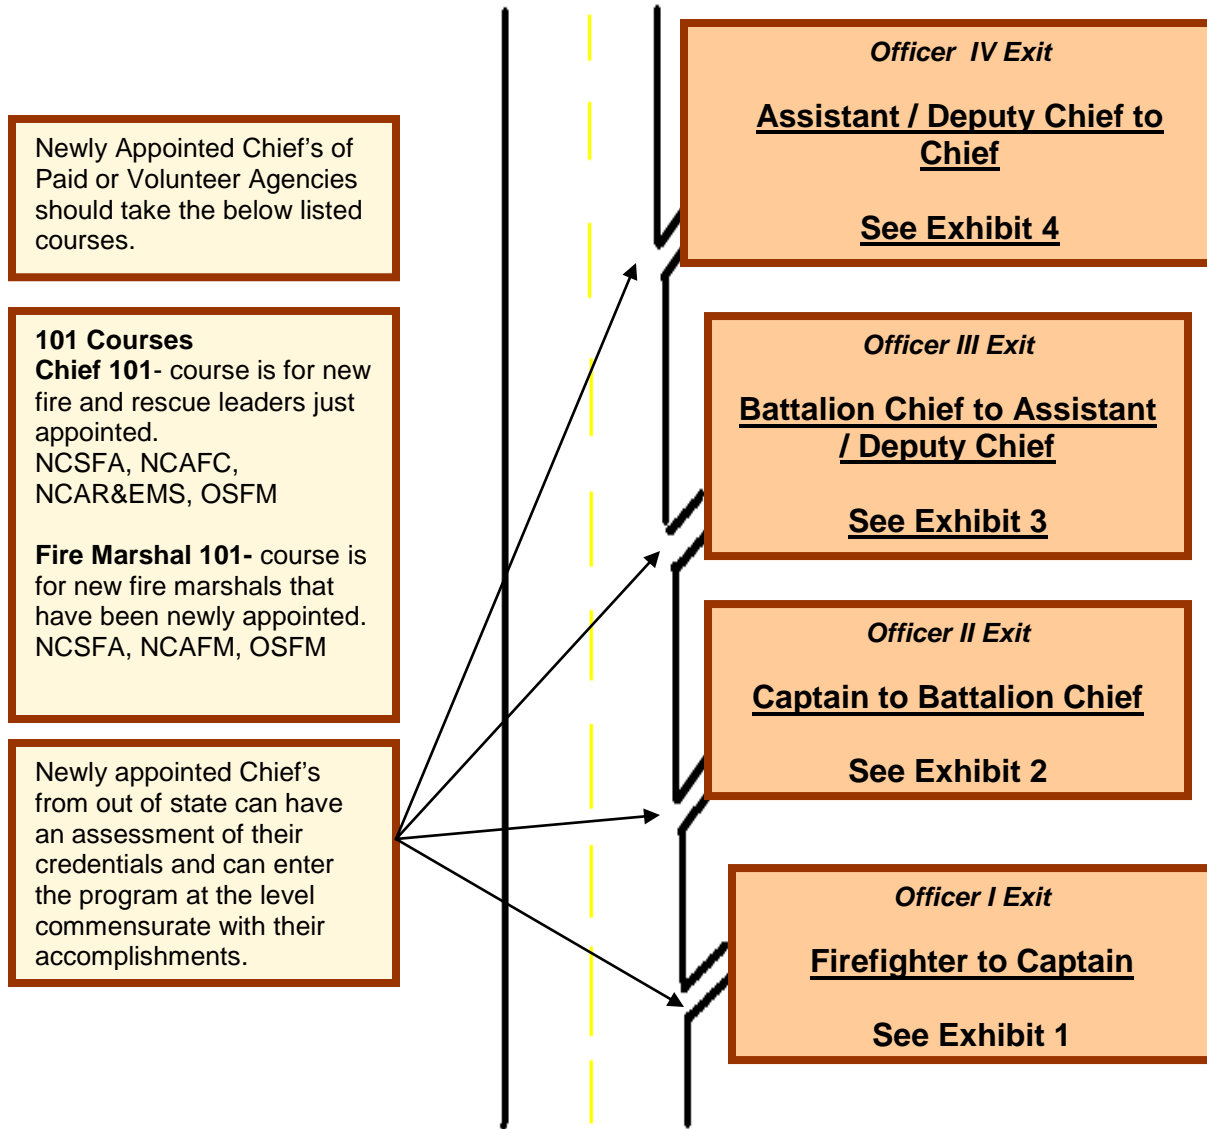 Newly Appointed Chief's of
Paid or Volunteer Agencies
should take the below listed
courses.
101 Courses
Chief 101- course is for new
fire and rescue leaders just
appointed.
NCSFA, NCAFC,
NCAR&EMS, OSFM
Fire Marshal 101- course is
for new fire marshals that
have been newly appointed.
NCSFA, NCAFM, OSFM
Newly appointed Chief's
from out of state can have
an assessment of their
credentials and can enter
the program at the level
commensurate with their
accomplishments.
Officer IV Exit
Assistant / Deputy Chief to
Chief
See Exhibit 4
Officer III Exit
Battalion Chief to Assistant
/ Deputy Chief
See Exhibit 3
Officer II Exit
Captain to Battalion Chief
See Exhibit 2
Officer I Exit
Firefighter to Captain
See Exhibit 1